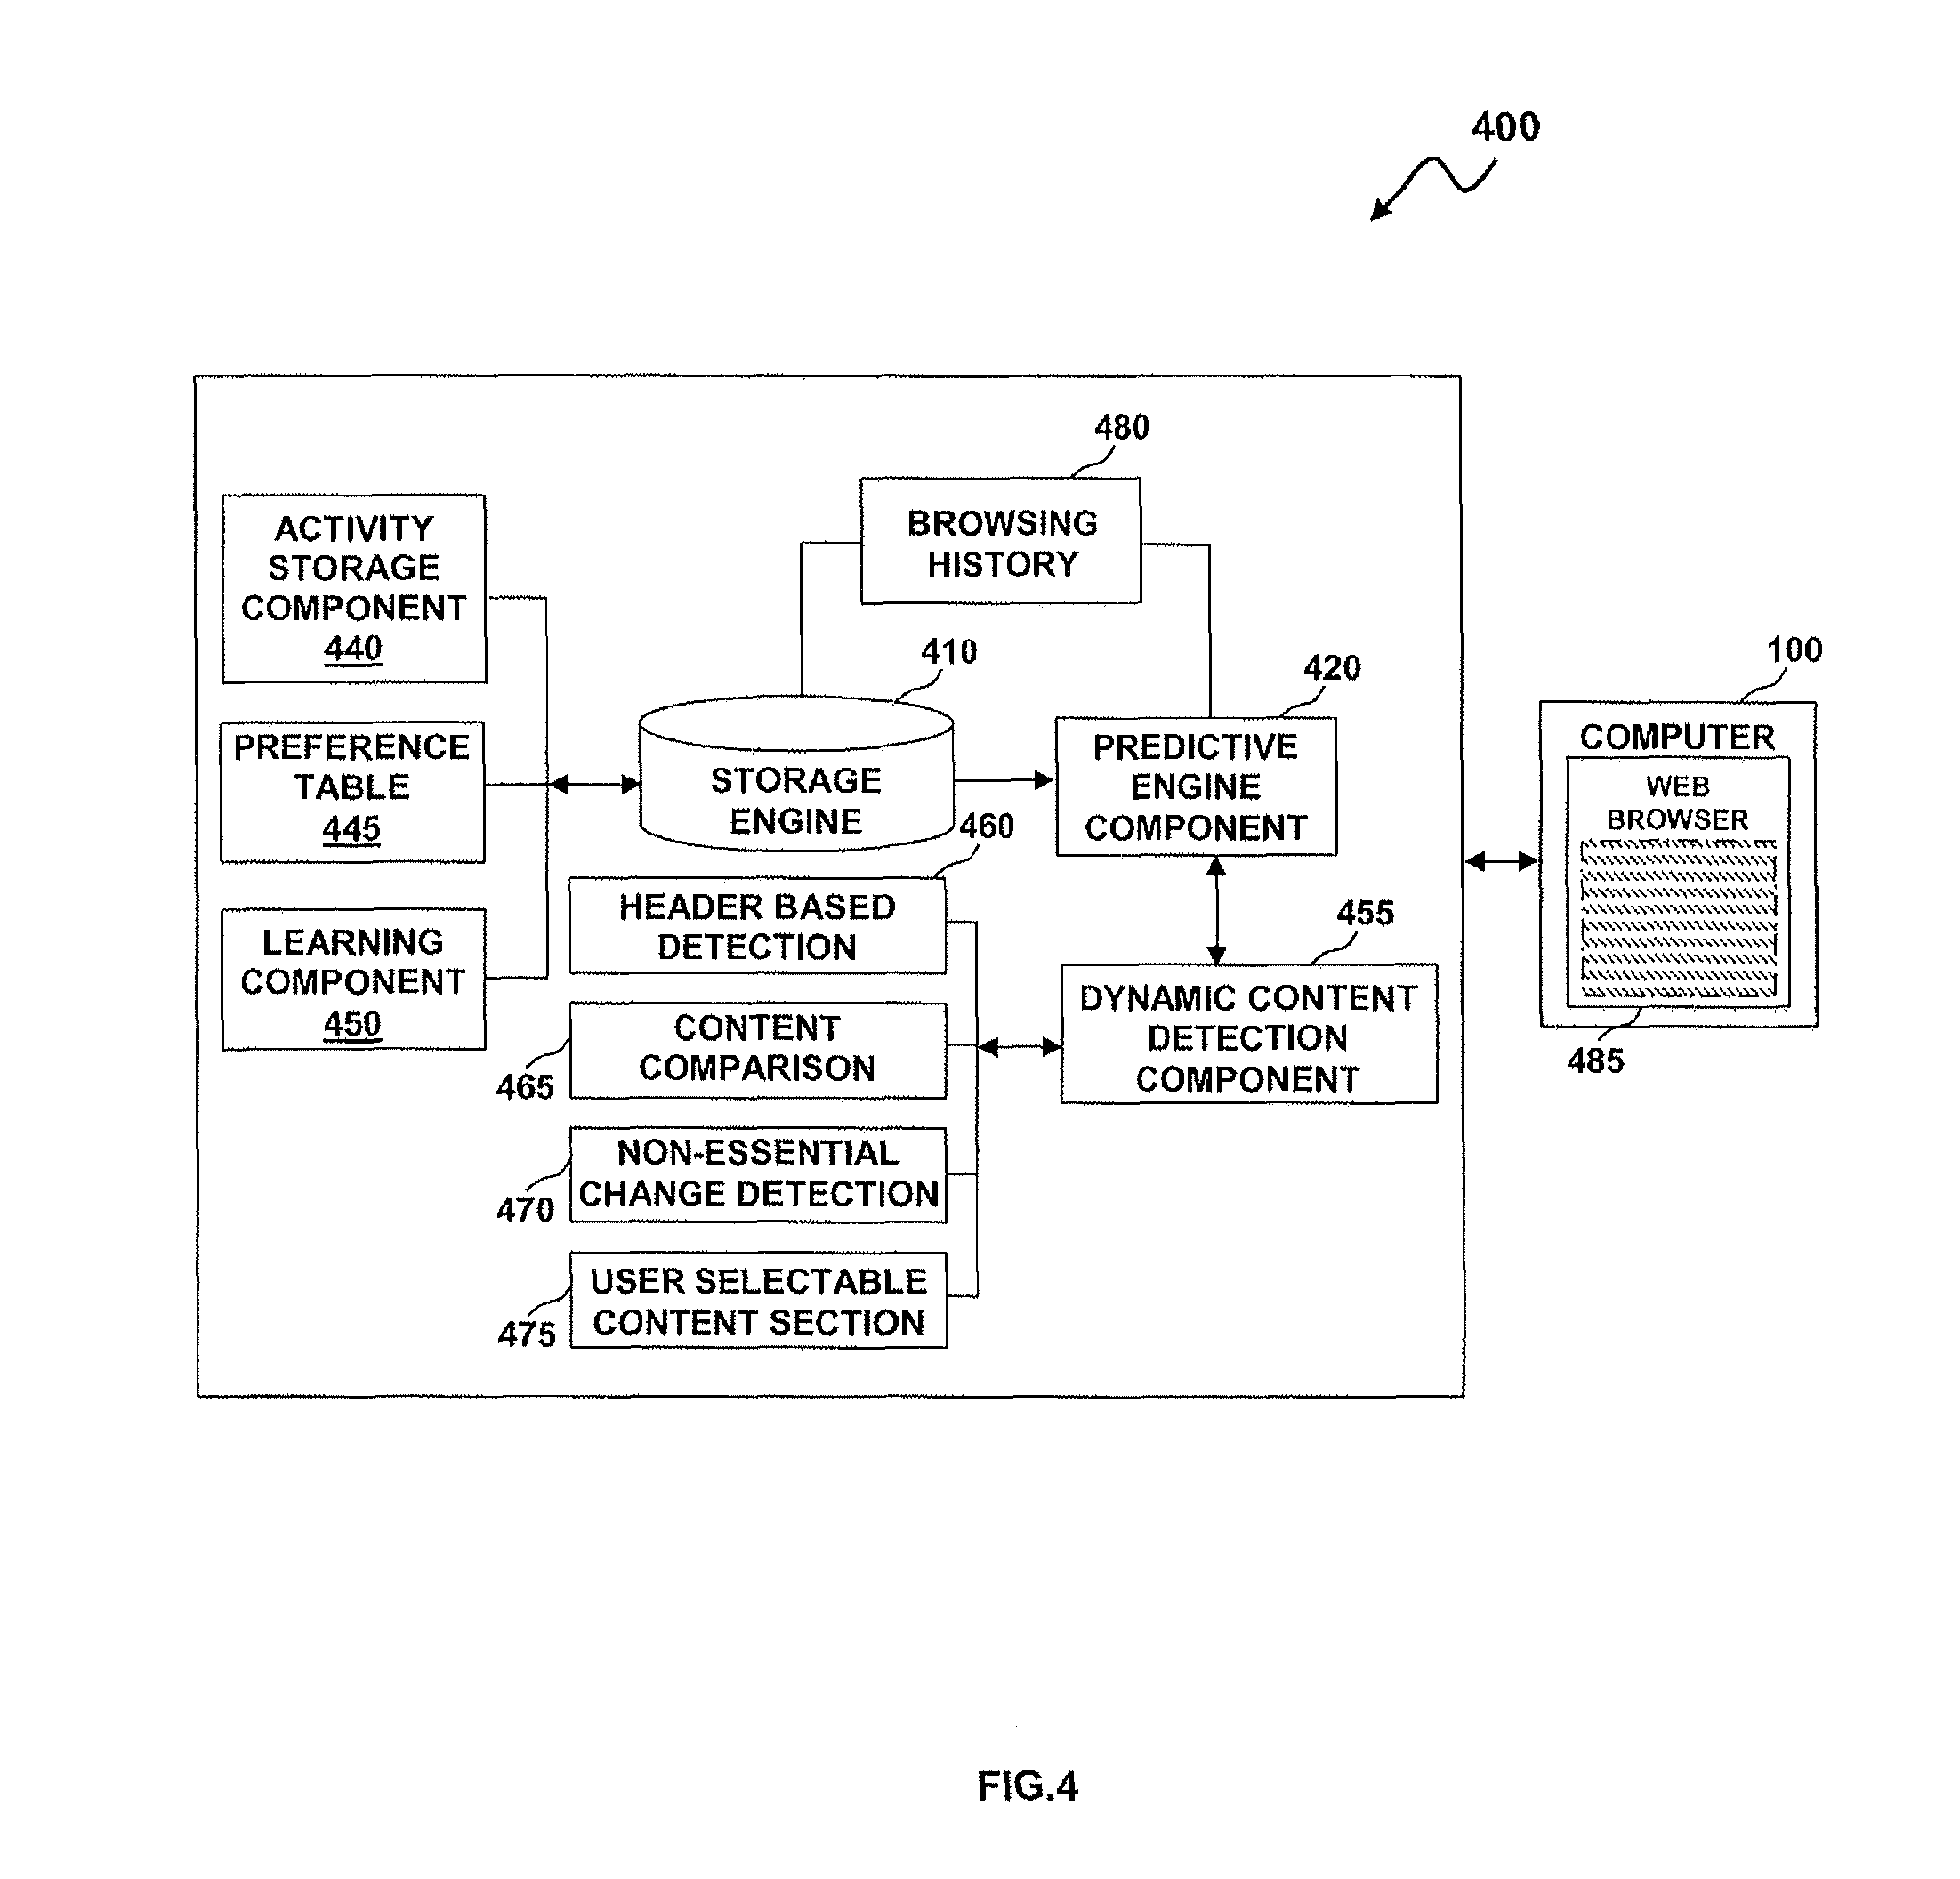 400
480
BROWSING
HISTORY
ACTIVITY
STORAGE
COMPONENT
440
PREFERENCE
TABLE
445
LEARNING
COMPONENT
450
410
STORAGE
ENGINE
420
PREDICTIVE
ENGINE
COMPONENT
460
HEADER BASED
DETECTION
465
CONTENT
COMPARISON
470
NON-ESSENTIAL
CHANGE DETECTION
475
USER SELECTABLE
CONTENT SECTION
455
DYNAMIC CONTENT
DETECTION
COMPONENT
100
COMPUTER
WEB
BROWSER
485
FIG.4